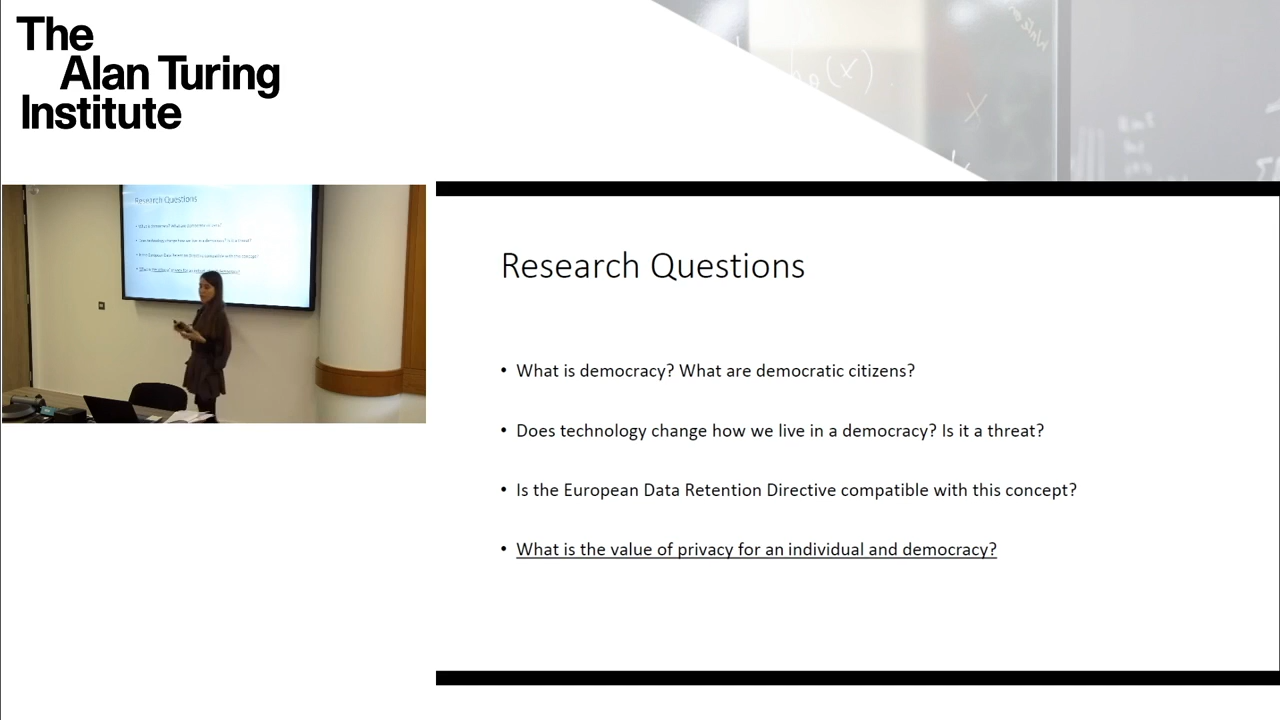 The
Alan Turing
Institute
Research Questions
• What is democracy? What are democratic citizens?
• Does technology change how we live in a democracy? Is it a threat?
• Is the European Data Retention Directive compatible with this concept?
• What is the value of privacy for an individual and democracy?
Research Questions